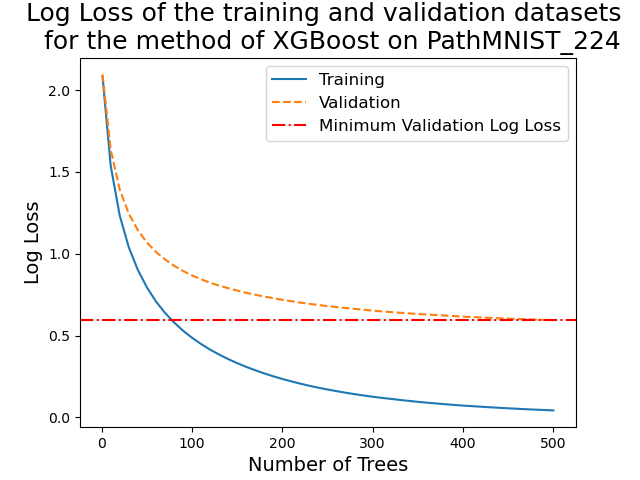 Log Loss of the training and validation datasets
for the method of XGBoost on PathMNIST_224
Training
Validation
Minimum Validation Log Loss
Log Loss
2.0
1.5
1.0
0.5
0.0
0 100 200 300 400 500
Number of Trees